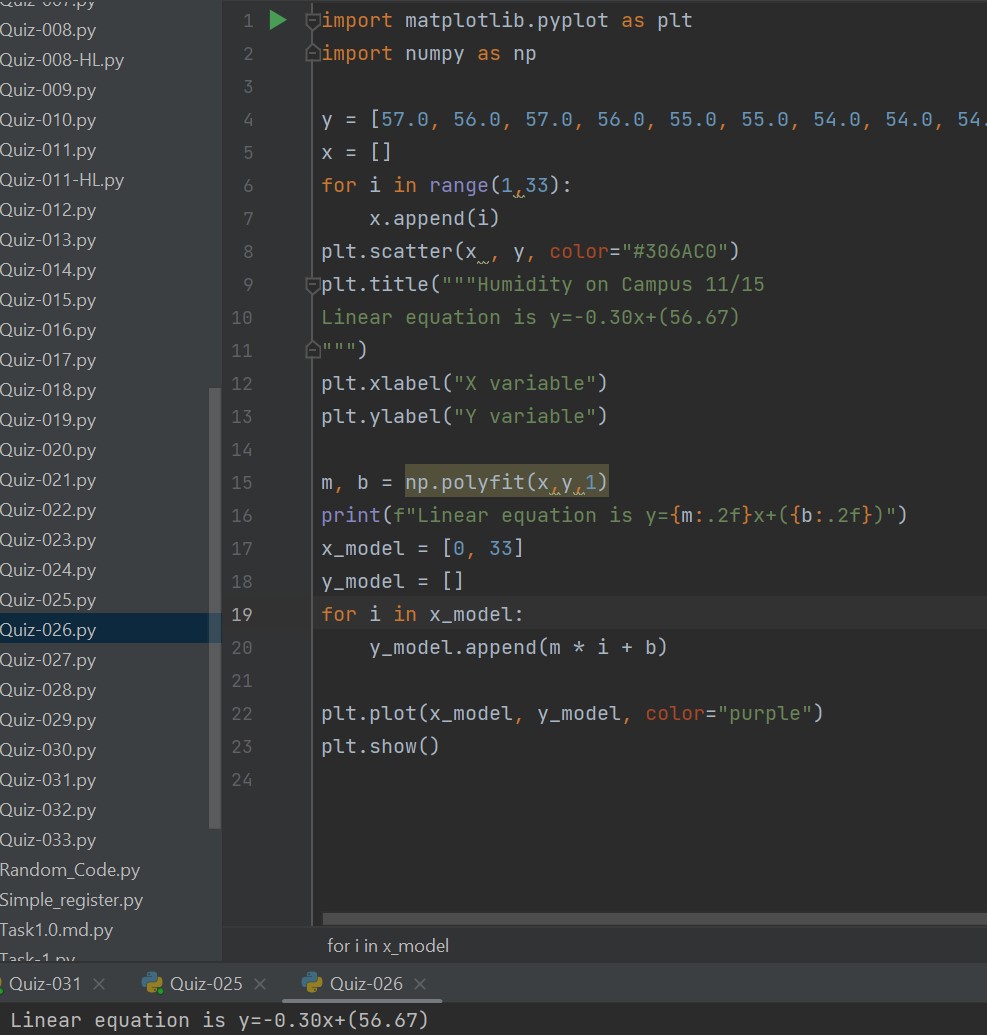 Quiz-007.py
Quiz-008.py
Quiz-008-HL.py
Quiz-009.py
Quiz-010.py
Quiz-011.py
Quiz-011-HL.py
Quiz-012.py
Quiz-013.py
Quiz-014.py
Quiz-015.py
Quiz-016.py
Quiz-017.py
Quiz-018.py
Quiz-019.py
Quiz-020.py
Quiz-021.py
Quiz-022.py
Quiz-023.py
Quiz-024.py
Quiz-025.py
Quiz-026.py
Quiz-027.py
Quiz-028.py
Quiz-029.py
Quiz-030.py
Quiz-031.py
Quiz-032.py
Quiz-033.py
Random_Code.py
Simple_register.py
Task1.0.md.py
Task-1.py
1 import matplotlib.pyplot as plt
2 import numpy as np
3
4 y = [57.0, 56.0, 57.0, 56.0, 55.0, 55.0, 54.0, 54.0, 54.
5 x = []
6 for i in range(1,33):
7     x.append(i)
8 plt.scatter(x , y, color="#306AC0")
9 plt.title("""Humidity on Campus 11/15
10 Linear equation is y=-0.30x+(56.67)
11 """)
12 plt.xlabel("X variable")
13 plt.ylabel("Y variable")
14
15 m, b = np.polyfit(x,y,1)
16 print(f"Linear equation is y={m:.2f}x+({b:.2f})")
17 x_model = [0, 33]
18 y_model = []
19 for i in x_model:
20     y_model.append(m * i + b)
21
22 plt.plot(x_model, y_model, color="purple")
23 plt.show()
24
for i in x_model
Quiz-031 Quiz-025 Quiz-026
Linear equation is y=-0.30x+(56.67)